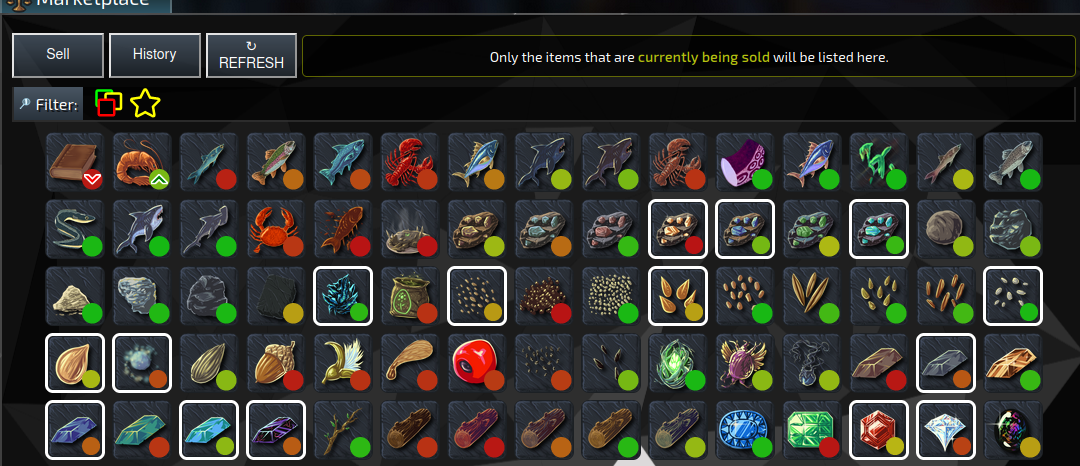 Marketplace
Sell
History
↻
REFRESH
Only the items that are currently being sold will be listed here.
Filter: